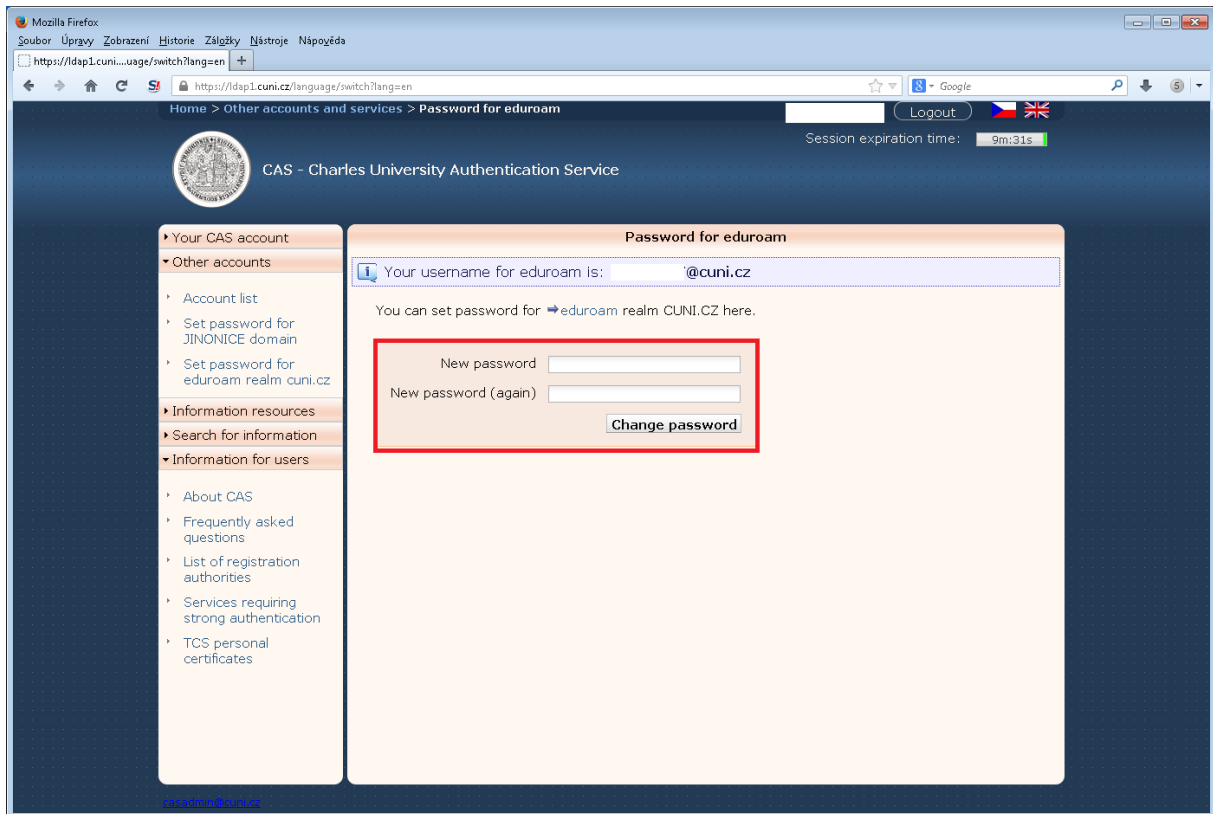 Mozilla Firefox
Soubor Úpravy Zobrazení Historie Záložky Nástroje Nápověda
https://ldap1.cuni....uage/switch?lang=en +
S! https://ldap1.cuni.cz/language/switch?lang=en 8 Google 5
Home > Other accounts and services > Password for eduroam Logout
Session expiration time: 9m:31s
CAS - Charles University Authentication Service
Your CAS account
Other accounts
Account list
Set password for
JINONICE domain
Set password for
eduroam realm cuni.cz
Information resources
Search for information
Information for users
About CAS
Frequently asked
questions
List of registration
authorities
Services requiring
strong authentication
TCS personal
certificates
Password for eduroam
i Your username for eduroam is: @cuni.cz
You can set password for ➡eduroam realm CUNI.CZ here.
New password
New password (again)
Change password
casadmin@cuni.cz